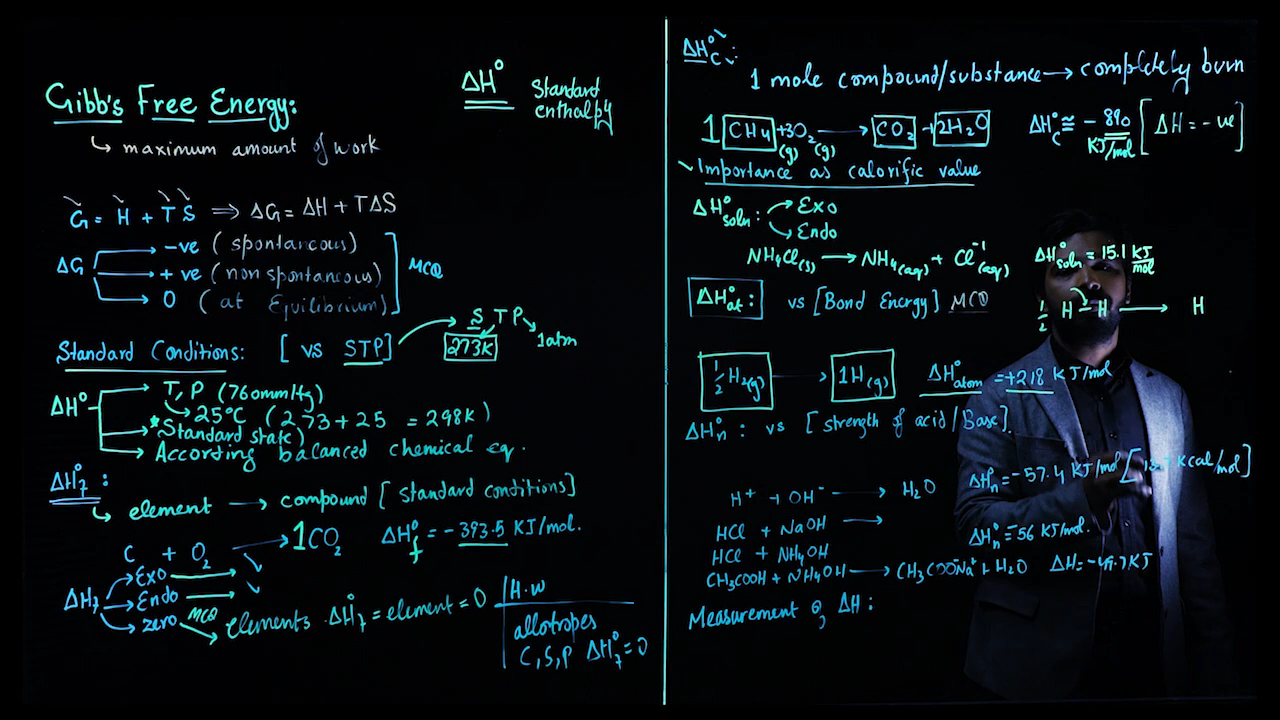 Gibb's Free Energy:
↳ maximum amount of work
ΔH° Standard
enthalpy
G = H + TS ⇒ ΔG = ΔH + TΔS
ΔG → -ve (spontaneous)
→ +ve (non spontaneous)
→ 0 (at Equilibrium)
MCQ
Standard Conditions: [vs STP]
S T P
273K 1atm
ΔH° → T, P (760mmHg)
→ 25°C (273+25 = 298K)
* Standard state)
→ According balanced chemical eq.
ΔH°f :
↳ element → compound [Standard conditions]
C + O₂ → 1CO₂ ΔH°f = -393.5 KJ/mol.
ΔHf → Exo →
→ Endo →
→ zero MCQ → elements. ΔH°f = element = 0
H.w
allotropes
C, S, P ΔH°f = 0
ΔH°c :
1 mole compound/substance → completely burn
1 CH4 (g) + 3O₂ (g) → CO₂ + 2H₂O ΔH°c ≅ -890 KJ/mol [ΔH = -ve]
Importance as calorific value
ΔH°soln : → Exo
→ Endo
NH4Cl(s) → NH4(aq) + Cl⁻¹(aq) ΔH°soln = 15.1 KJ/mol
ΔH°at : vs [Bond Energy] MCQ ½ H-H → H
½H₂(g) → 1H(g) ΔH°atom = +218 KJ/mol
ΔH°n : vs [strength of acid/Base].
H⁺ + OH⁻ → H₂O ΔH°n = -57.4 KJ/mol [Kcal/mol]
HCl + NaOH →
ΔH°n = -56 KJ/mol.
HCl + NH4OH
CH3COOH + NH4OH → CH3COONa⁺ + H₂O ΔH = KJ
Measurement of ΔH :